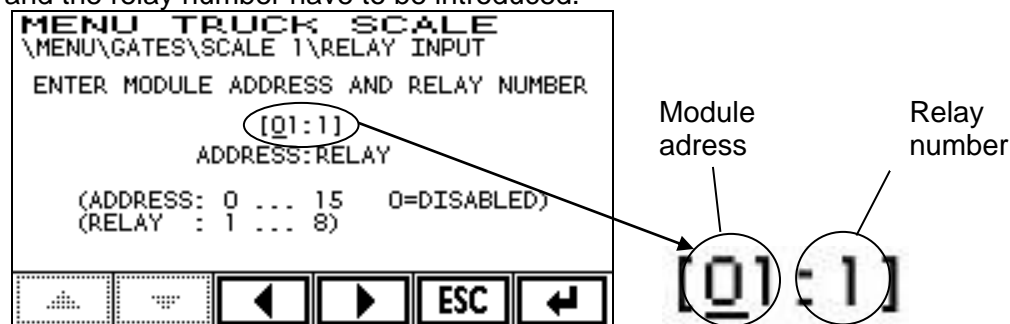 and the relay number have to be introduced.
MENU TRUCK SCALE
\MENU\GATES\SCALE 1\RELAY INPUT
ENTER MODULE ADDRESS AND RELAY NUMBER
[01:1]
ADDRESS:RELAY
(ADDRESS: 0 ... 15 0=DISABLED)
(RELAY : 1 ... 8)
ESC
Module
adress
Relay
number
[01:1]